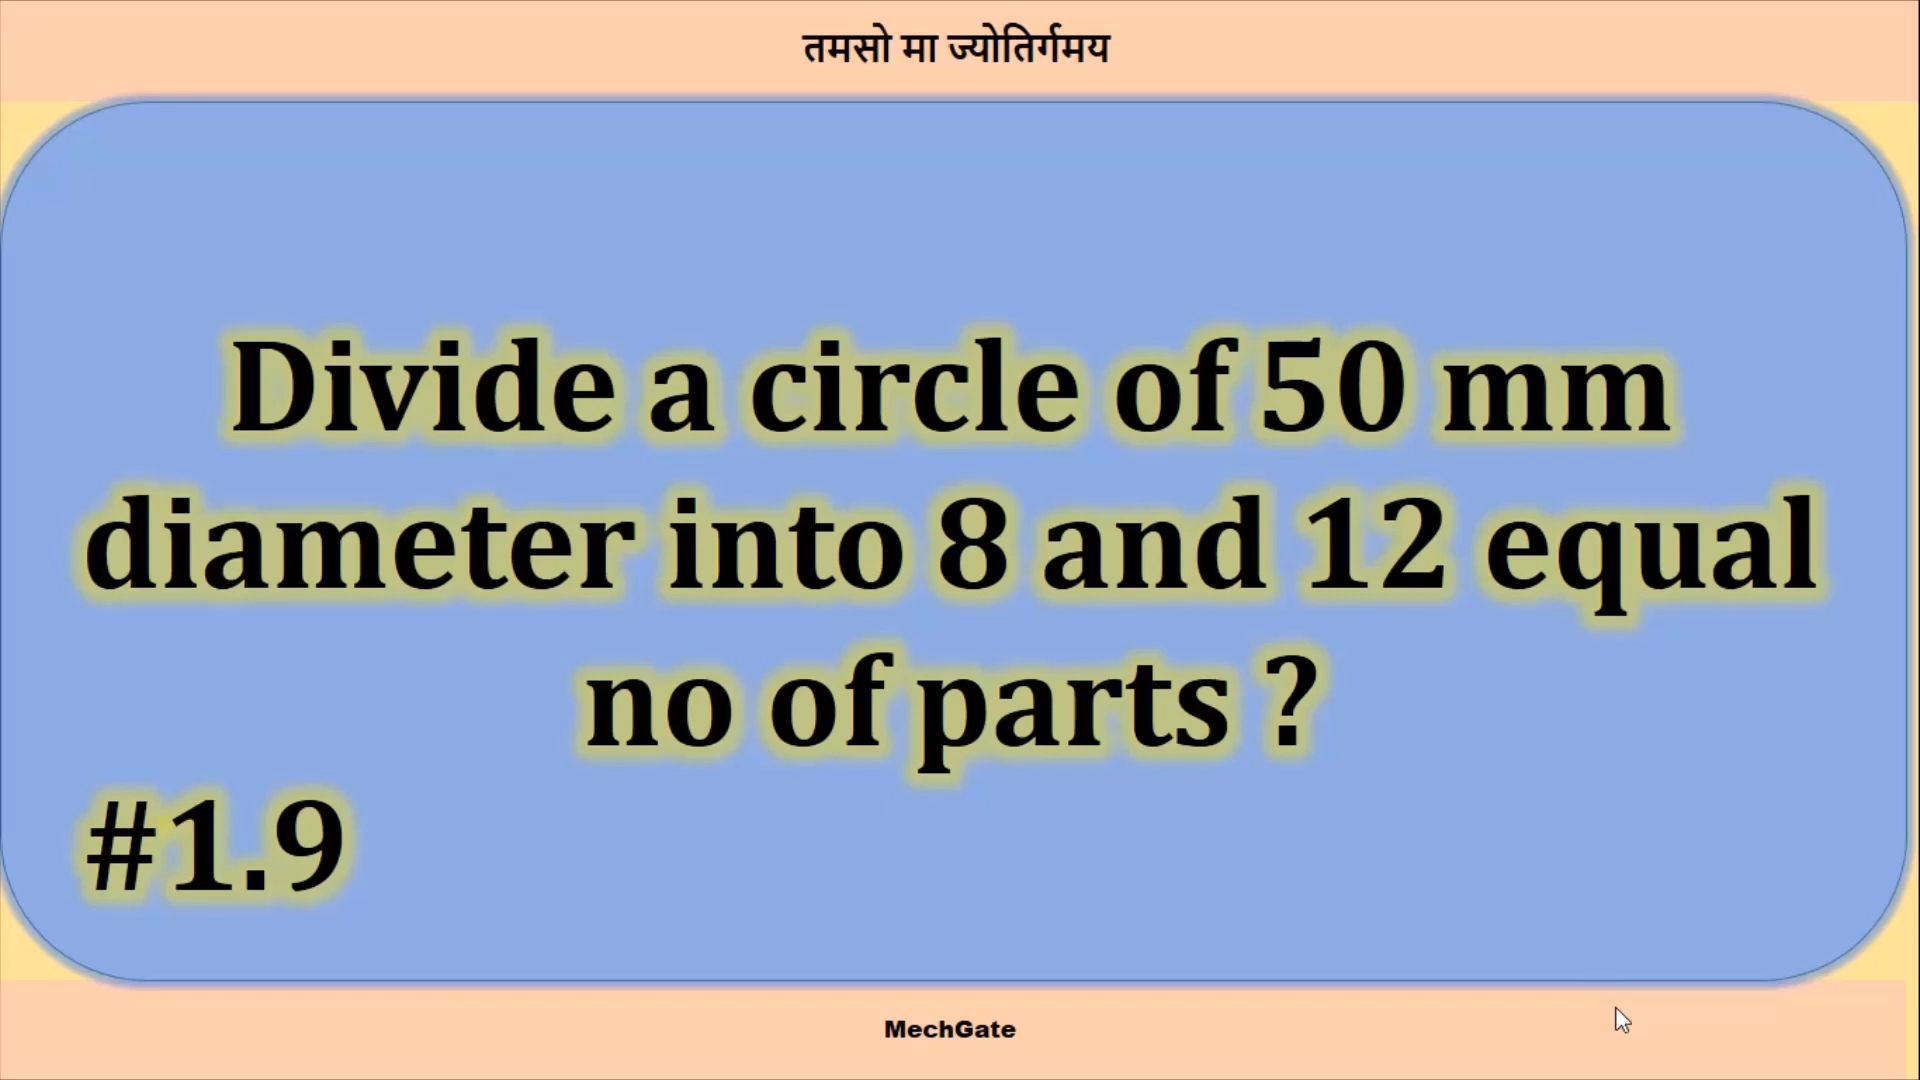 तमसो मा ज्योतिर्गमय
Divide a circle of 50 mm
diameter into 8 and 12 equal
no of parts ?
#1.9
MechGate